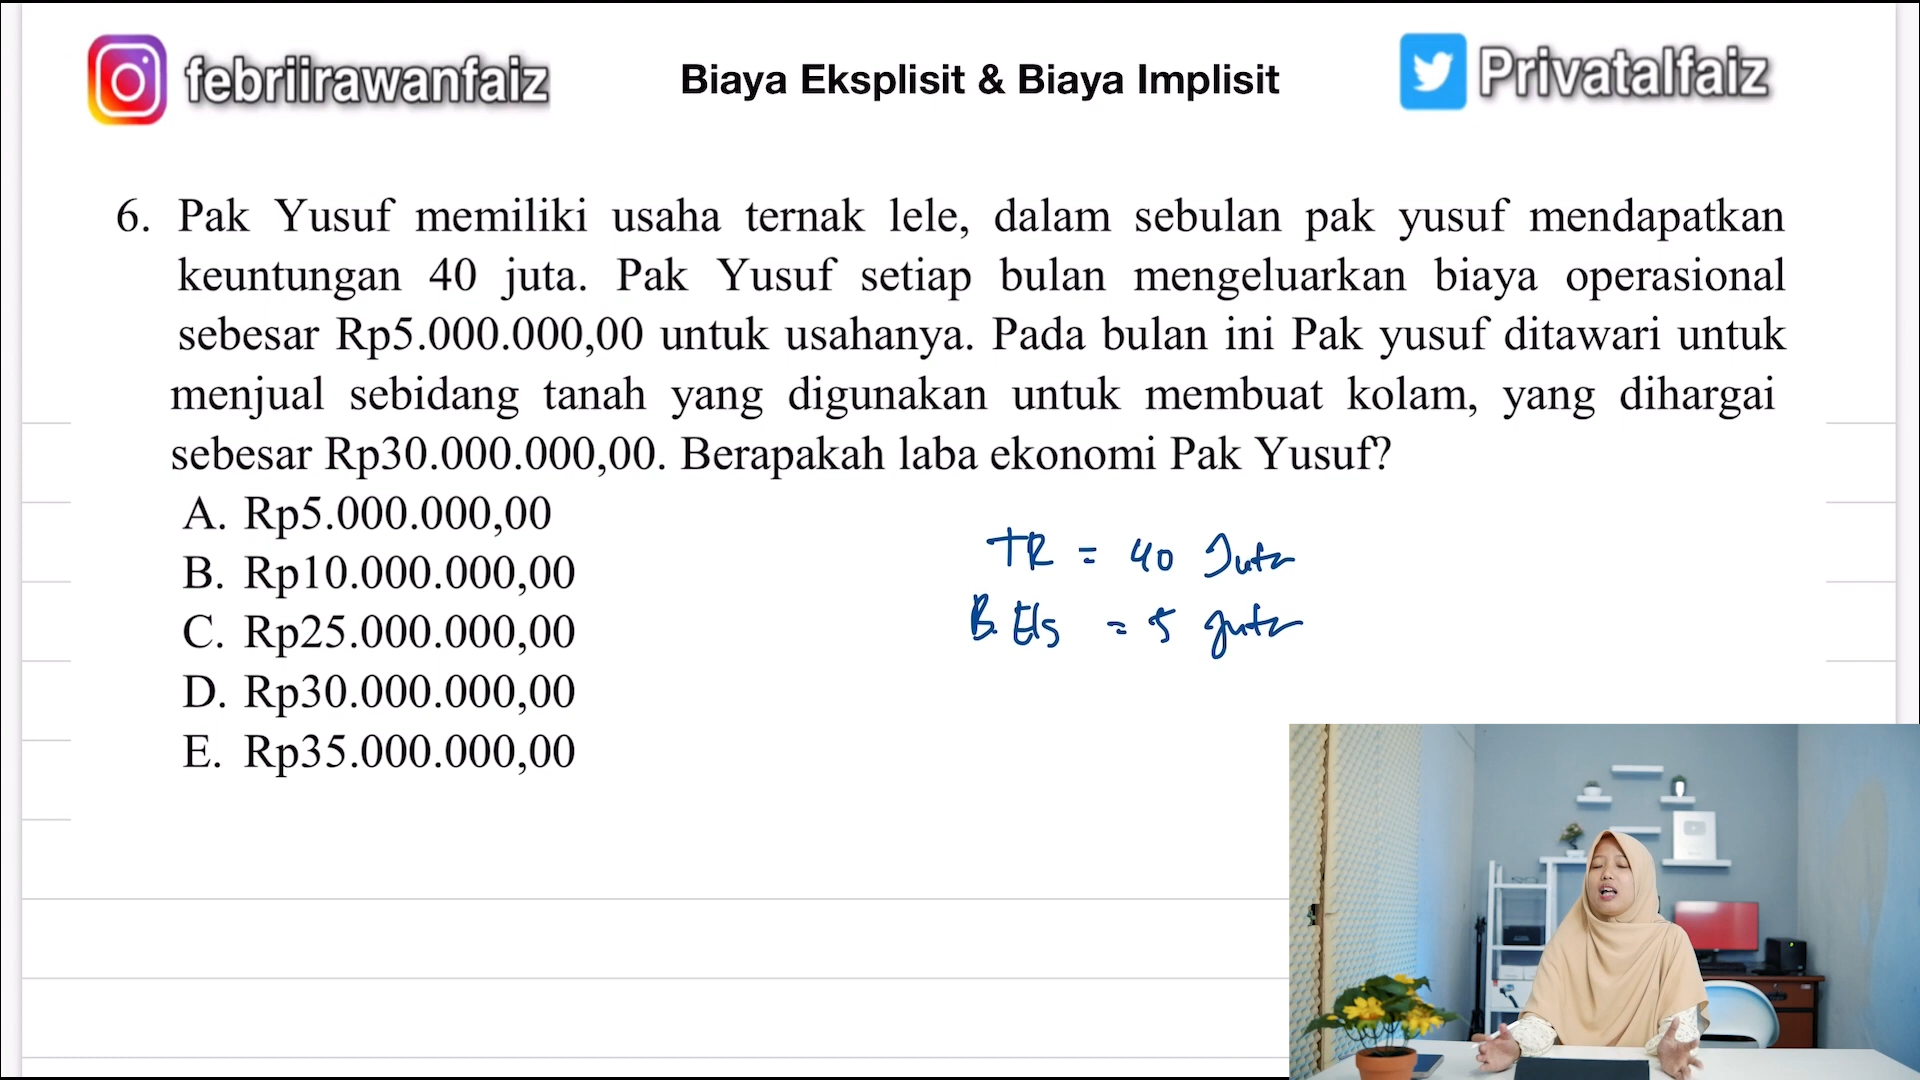 febriirawanfaiz
Biaya Eksplisit & Biaya Implisit
Privatalfaiz
6. Pak Yusuf memiliki usaha ternak lele, dalam sebulan pak yusuf mendapatkan
keuntungan 40 juta. Pak Yusuf setiap bulan mengeluarkan biaya operasional
sebesar Rp5.000.000,00 untuk usahanya. Pada bulan ini Pak yusuf ditawari untuk
menjual sebidang tanah yang digunakan untuk membuat kolam, yang dihargai
sebesar Rp30.000.000,00. Berapakah laba ekonomi Pak Yusuf?
A. Rp5.000.000,00
B. Rp10.000.000,00
C. Rp25.000.000,00
D. Rp30.000.000,00
E. Rp35.000.000,00
TR = 40 Juta
B. Eks = 5 juta